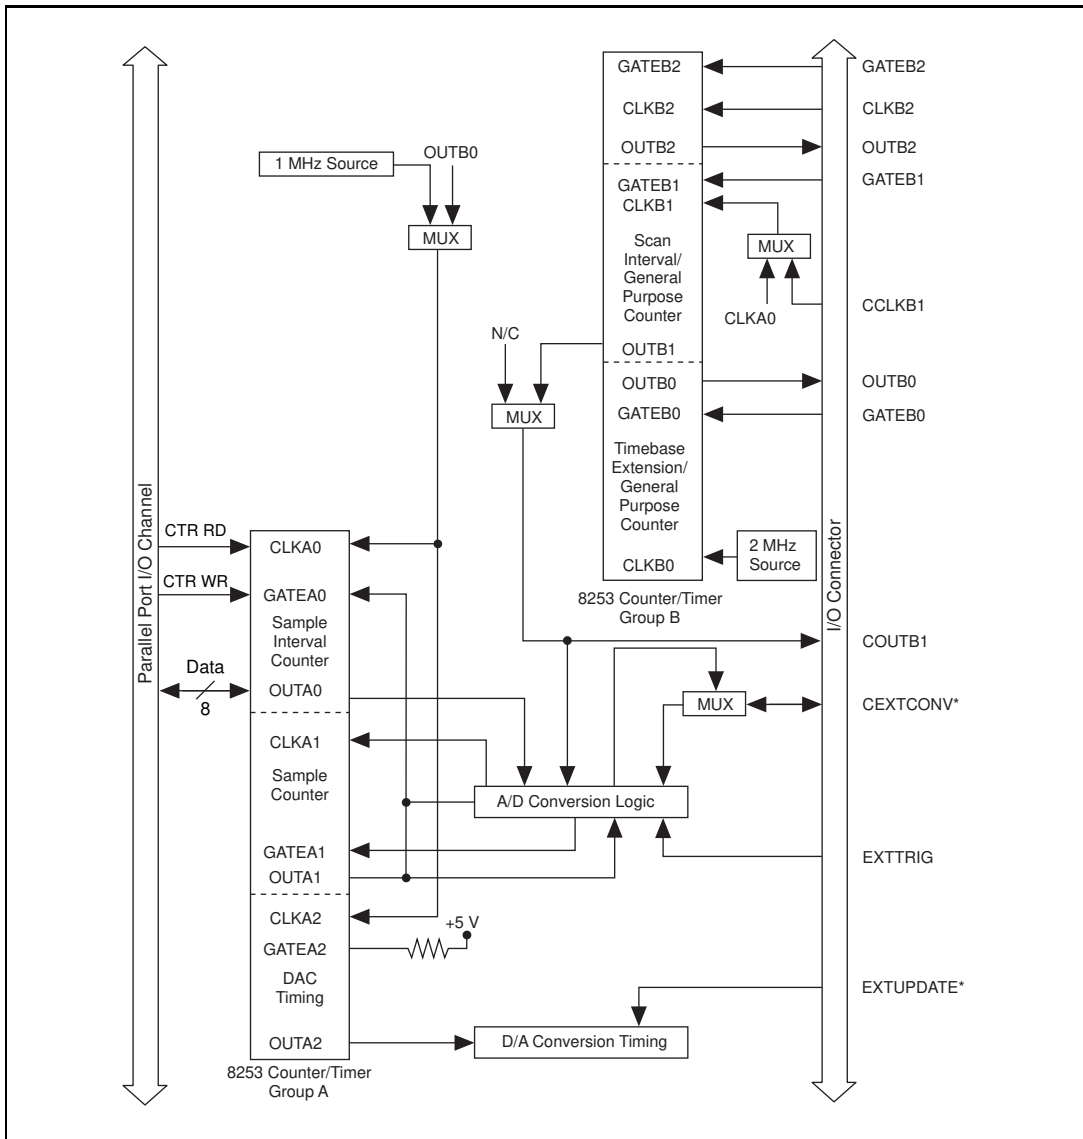 GATEB2
CLKB2
OUTB2
GATEB1
CLKB1
Scan
Interval/
General
Purpose
Counter
OUTB1
OUTB0
GATEB0
Timebase
Extension/
General
Purpose
Counter
CLKB0
8253 Counter/Timer
Group B
GATEB2
CLKB2
OUTB2
GATEB1
CCLKB1
OUTB0
GATEB0
COUTB1
CEXTCONV*
EXTTRIG
EXTUPDATE*
I/O Connector
MUX
CLKA0
2 MHz
Source
1 MHz Source
OUTB0
MUX
N/C
MUX
MUX
Parallel Port I/O Channel
CTR RD
CTR WR
Data
8
CLKA0
GATEA0
Sample
Interval
Counter
OUTA0
CLKA1
Sample
Counter
GATEA1
OUTA1
CLKA2
GATEA2
DAC
Timing
OUTA2
8253 Counter/Timer
Group A
A/D Conversion Logic
+5 V
D/A Conversion Timing